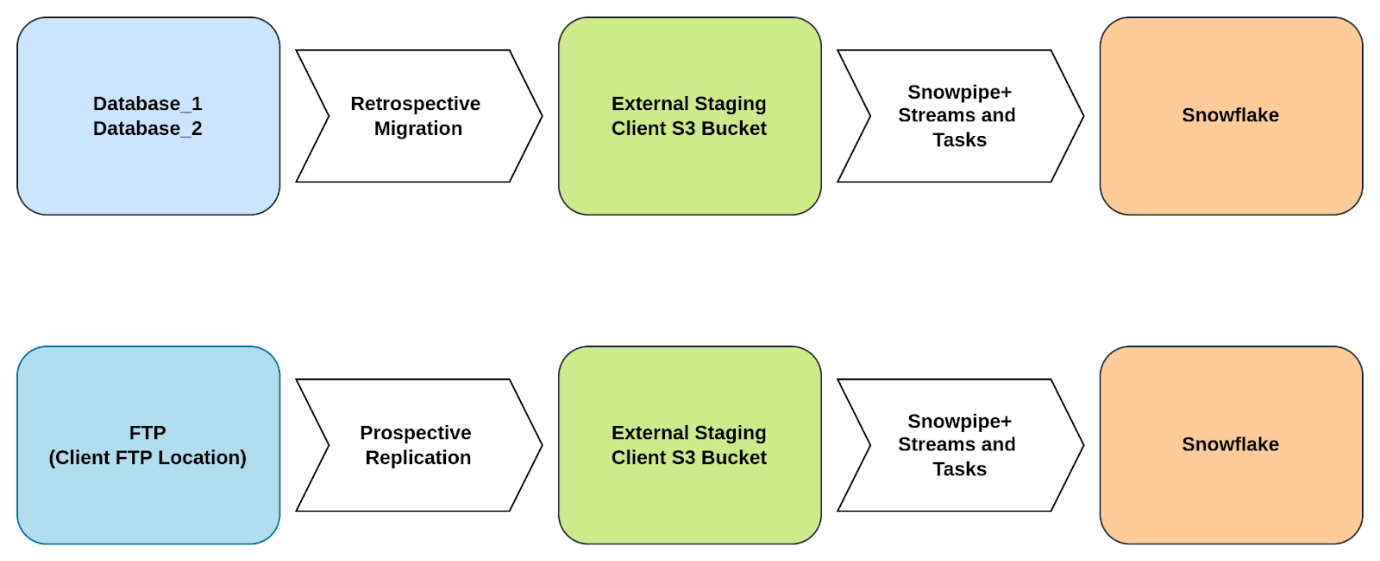 Database_1
Database_2
Retrospective
Migration
External Staging
Client S3 Bucket
Snowpipe+
Streams and
Tasks
Snowflake
FTP
(Client FTP Location)
Prospective
Replication
External Staging
Client S3 Bucket
Snowpipe+
Streams and
Tasks
Snowflake